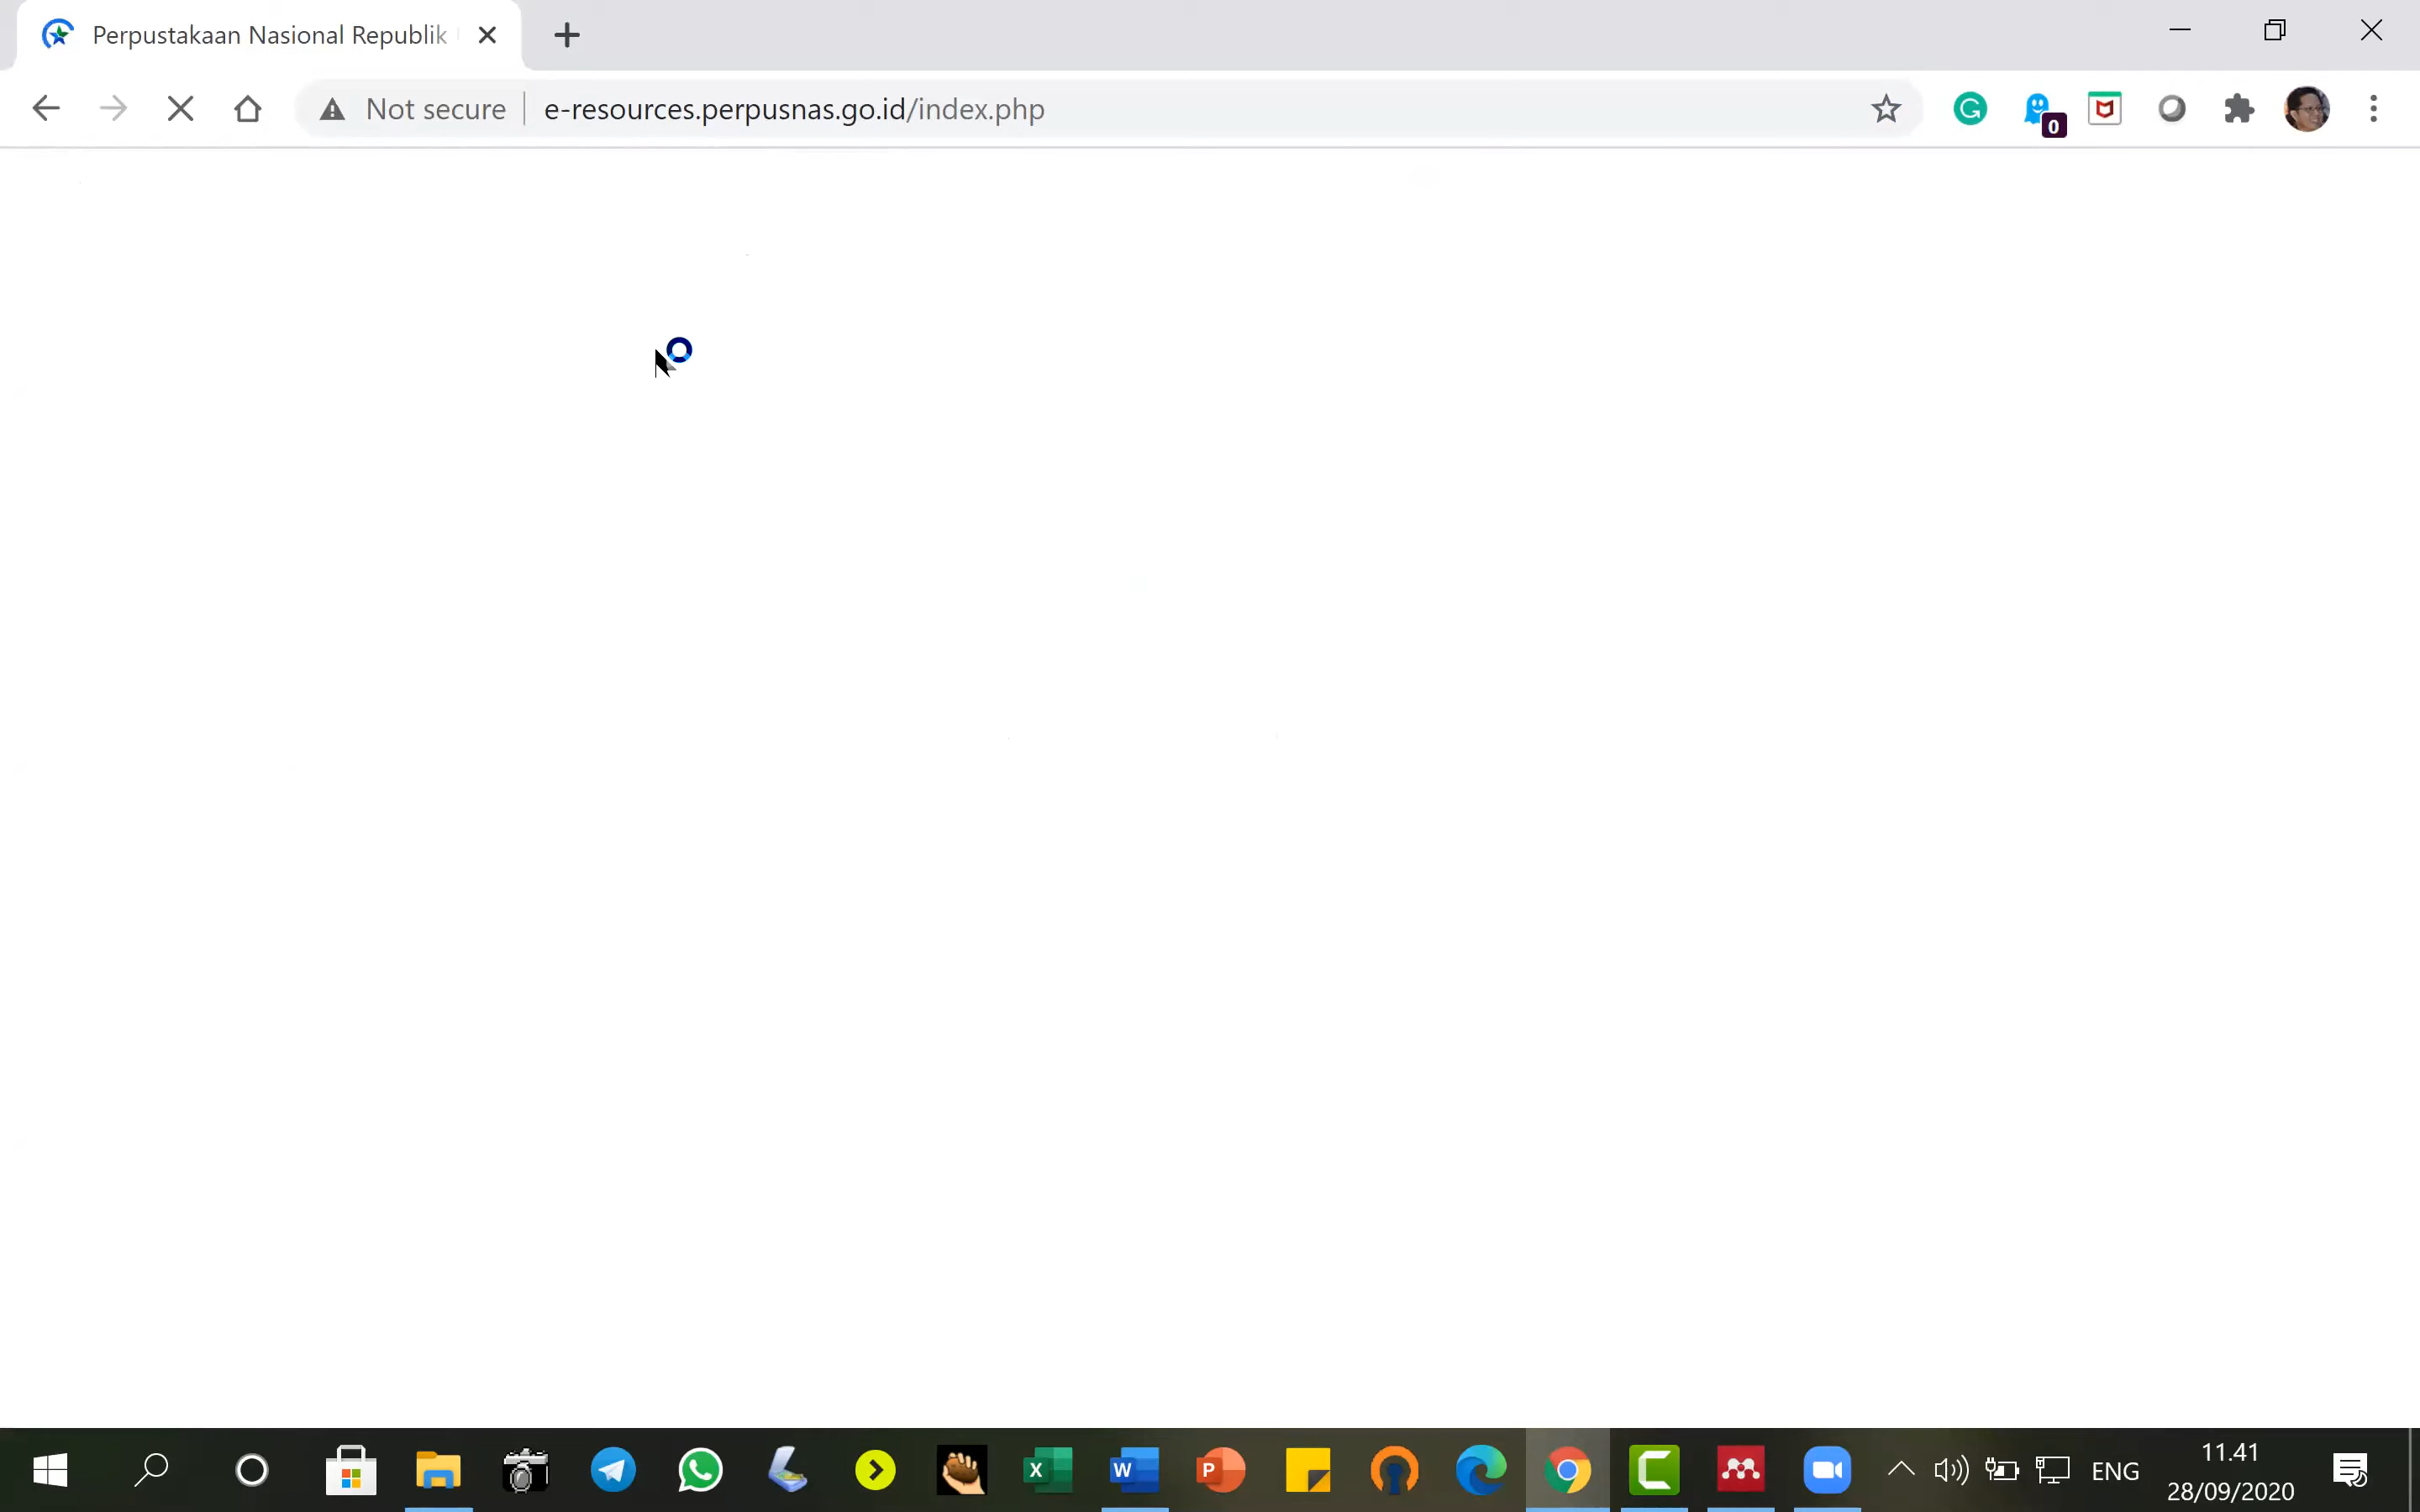 Perpustakaan Nasional Republik
Not secure
e-resources.perpusnas.go.id/index.php
0
ENG
11.41
28/09/2020